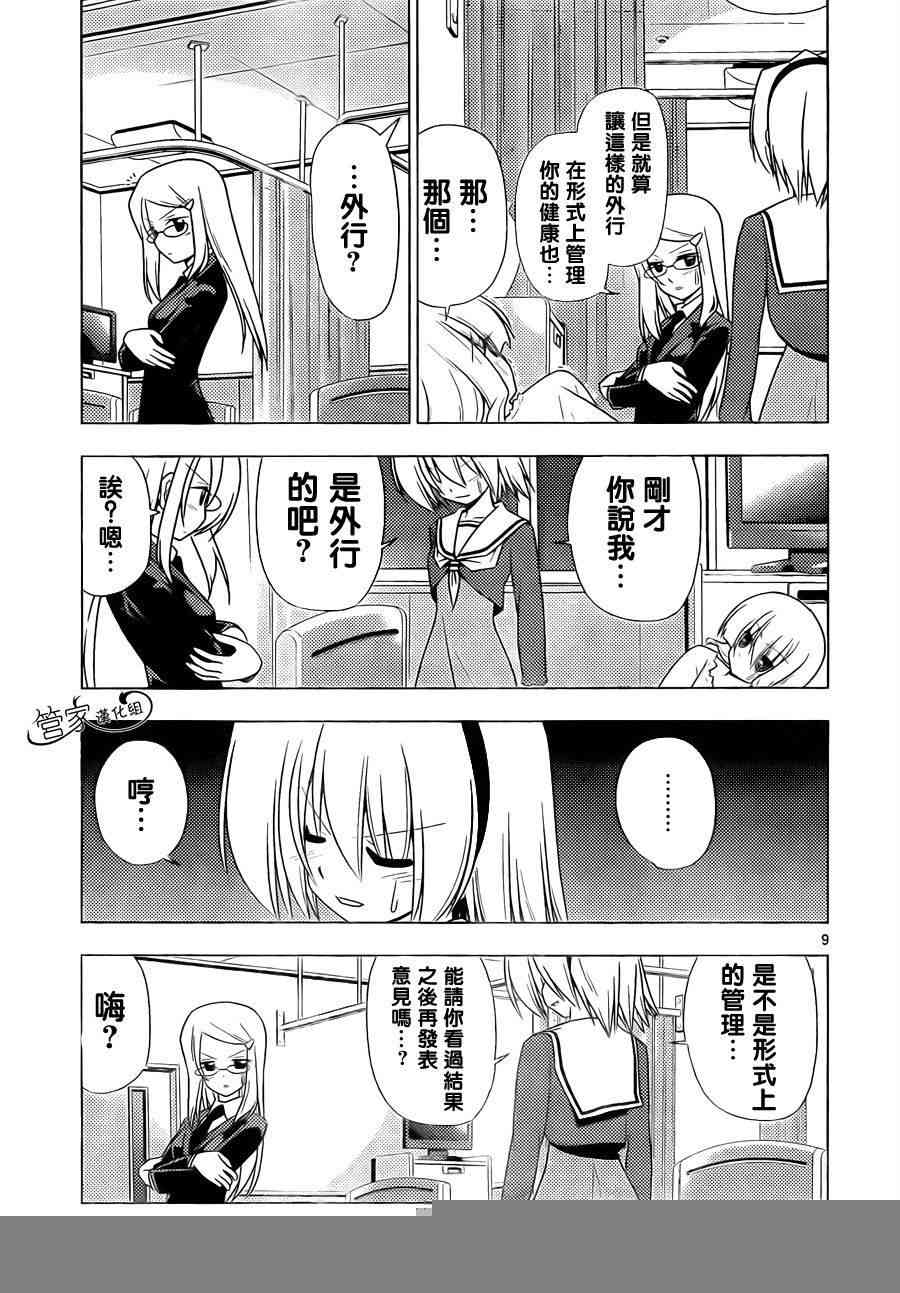 但是就算
讓這樣的外行
在形式上管理
你的健康也…
那…
那個…
…外行？
剛才
你說我…
是外行
的吧？
誒？嗯…
………
哼…
9
是不是形式上
的管理…
能請你看過結果
之後再發表
意見嗎…？
嗨？
管家漢化組